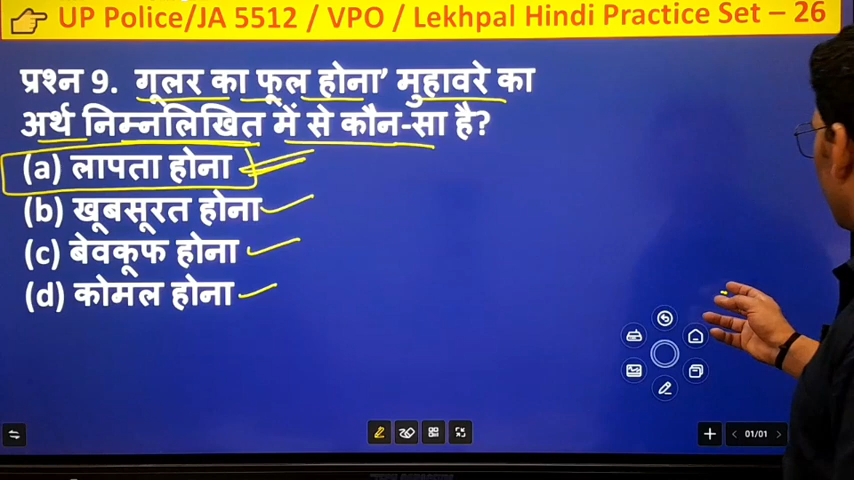 UP Police/JA 5512 / VPO / Lekhpal Hindi Practice Set – 26
प्रश्न 9. गूलर का फूल होना’ मुहावरे का
अर्थ निम्नलिखित में से कौन-सा है?
(a) लापता होना
(b) खूबसूरत होना
(c) बेवकूफ होना
(d) कोमल होना
01/01